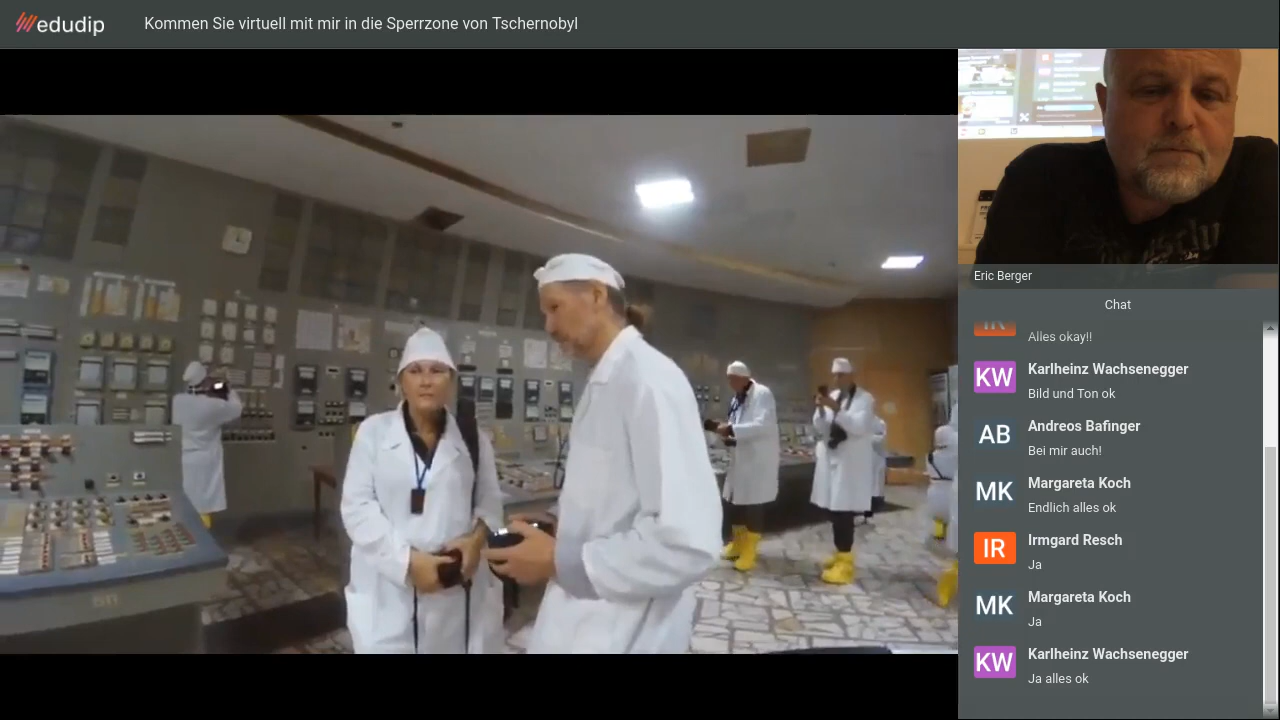 edudip
Kommen Sie virtuell mit mir in die Sperrzone von Tschernobyl
Eric Berger
Chat
IR
Alles okay!!
KW
Karlheinz Wachsenegger
Bild und Ton ok
AB
Andreos Bafinger
Bei mir auch!
MK
Margareta Koch
Endlich alles ok
IR
Irmgard Resch
Ja
MK
Margareta Koch
Ja
KW
Karlheinz Wachsenegger
Ja alles ok